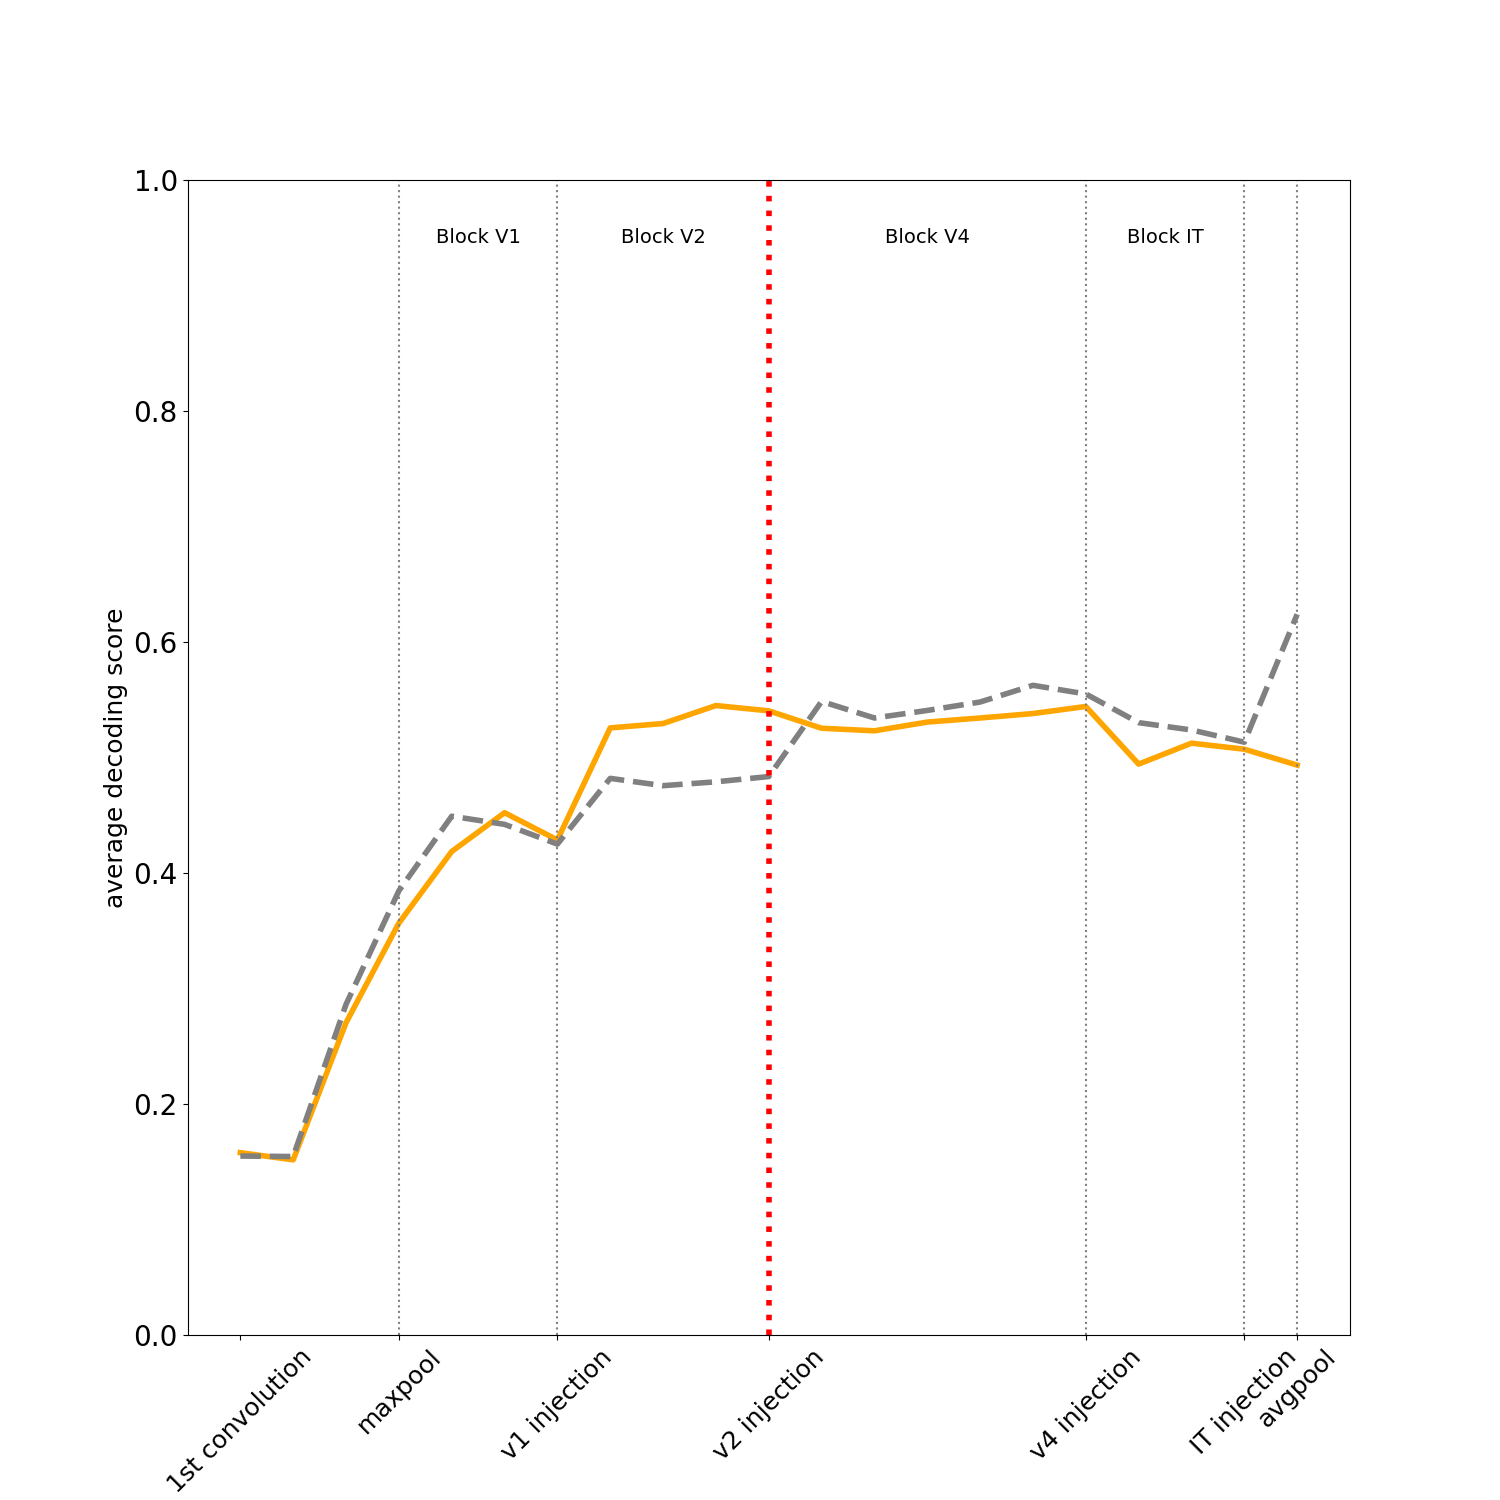 1.0
Block V1
Block V2
Block V4
Block IT
0.8
0.6
0.4
0.2
0.0
average decoding score
1st convolution
maxpool
v1 injection
v2 injection
v4 injection
IT injection
avgpool